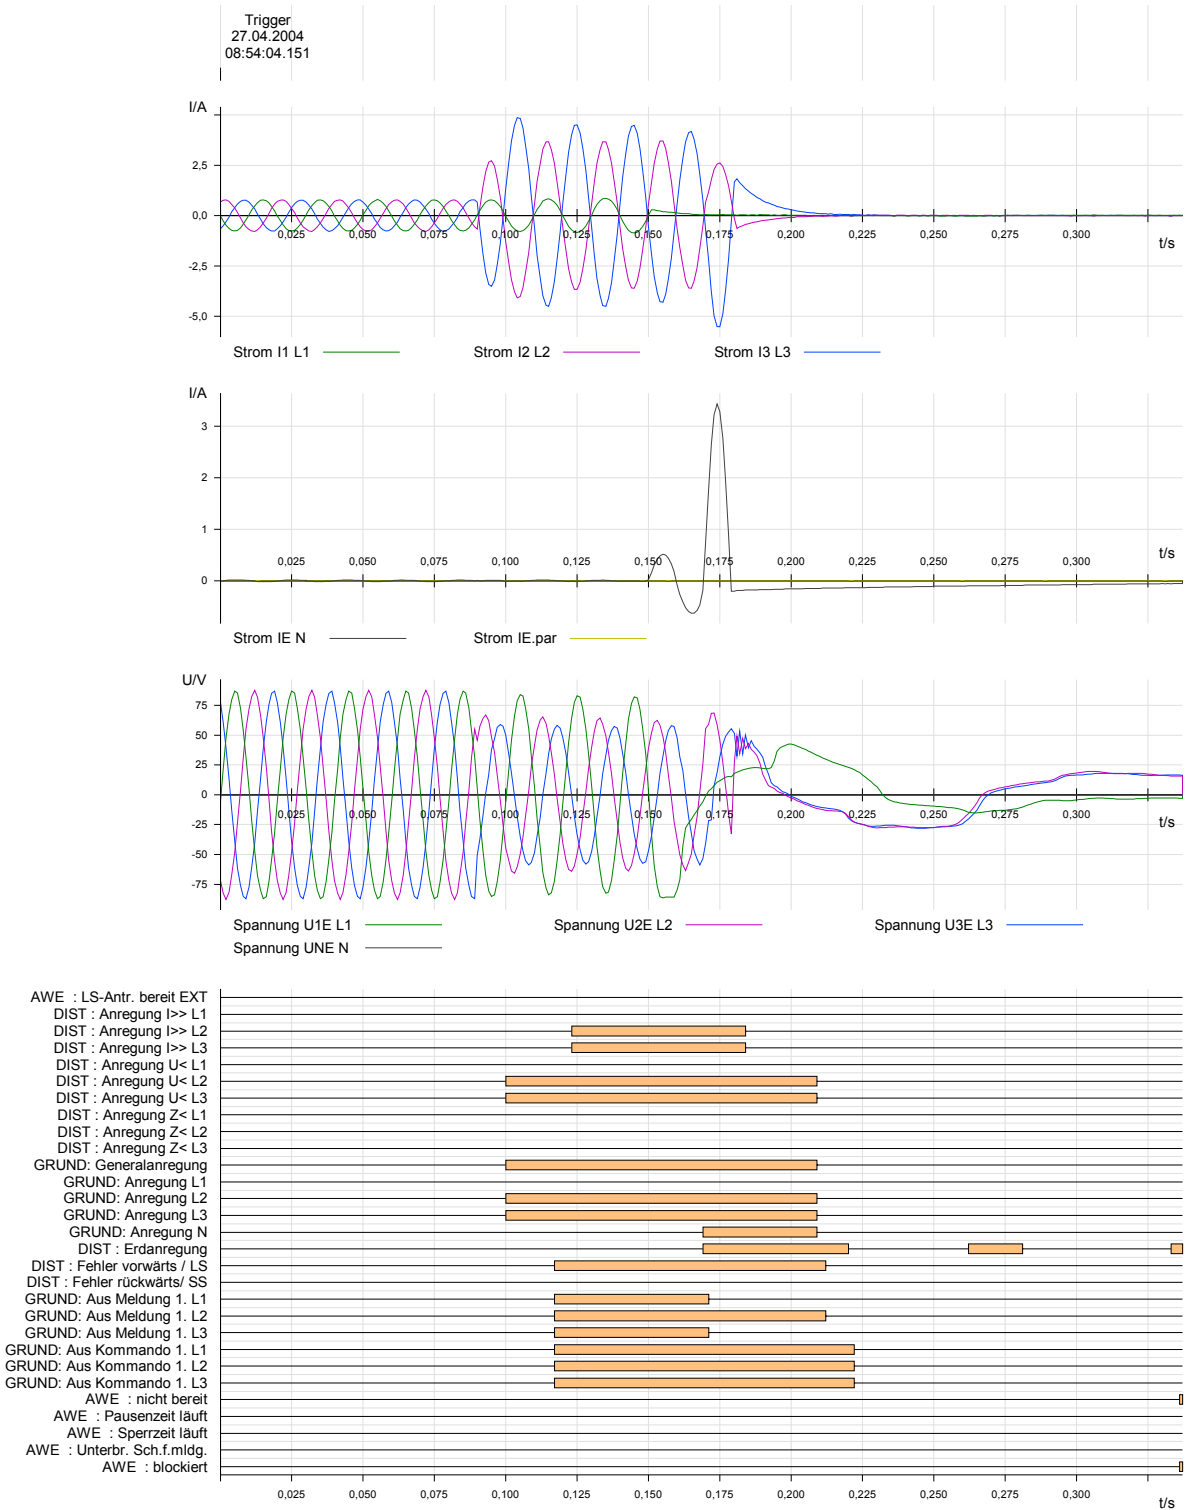 Trigger
27.04.2004
08:54:04.151
I/A
2,5
0,0
0,025 0,050 0,075 0,100 0,125 0,150 0,175 0,200 0,225 0,250 0,275 0,300
t/s
-2,5
-5,0
Strom I1 L1 Strom I2 L2 Strom I3 L3
I/A
3
2
1
0,025 0,050 0,075 0,100 0,125 0,150 0,175 0,200 0,225 0,250 0,275 0,300
t/s
0
Strom IE N Strom IE.par
U/V
75
50
25
0
0,025 0,050 0,075 0,100 0,125 0,150 0,175 0,200 0,225 0,250 0,275 0,300
t/s
-25
-50
-75
Spannung U1E L1 Spannung U2E L2 Spannung U3E L3
Spannung UNE N
AWE : LS-Antr. bereit EXT
DIST : Anregung I>> L1
DIST : Anregung I>> L2
DIST : Anregung I>> L3
DIST : Anregung U< L1
DIST : Anregung U< L2
DIST : Anregung U< L3
DIST : Anregung Z< L1
DIST : Anregung Z< L2
DIST : Anregung Z< L3
GRUND: Generalanregung
GRUND: Anregung L1
GRUND: Anregung L2
GRUND: Anregung L3
GRUND: Anregung N
DIST : Erdanregung
DIST : Fehler vorwärts / LS
DIST : Fehler rückwärts/ SS
GRUND: Aus Meldung 1. L1
GRUND: Aus Meldung 1. L2
GRUND: Aus Meldung 1. L3
GRUND: Aus Kommando 1. L1
GRUND: Aus Kommando 1. L2
GRUND: Aus Kommando 1. L3
AWE : nicht bereit
AWE : Pausenzeit läuft
AWE : Sperrzeit läuft
AWE : Unterbr. Sch.f.mldg.
AWE : blockiert
0,025 0,050 0,075 0,100 0,125 0,150 0,175 0,200 0,225 0,250 0,275 0,300
t/s